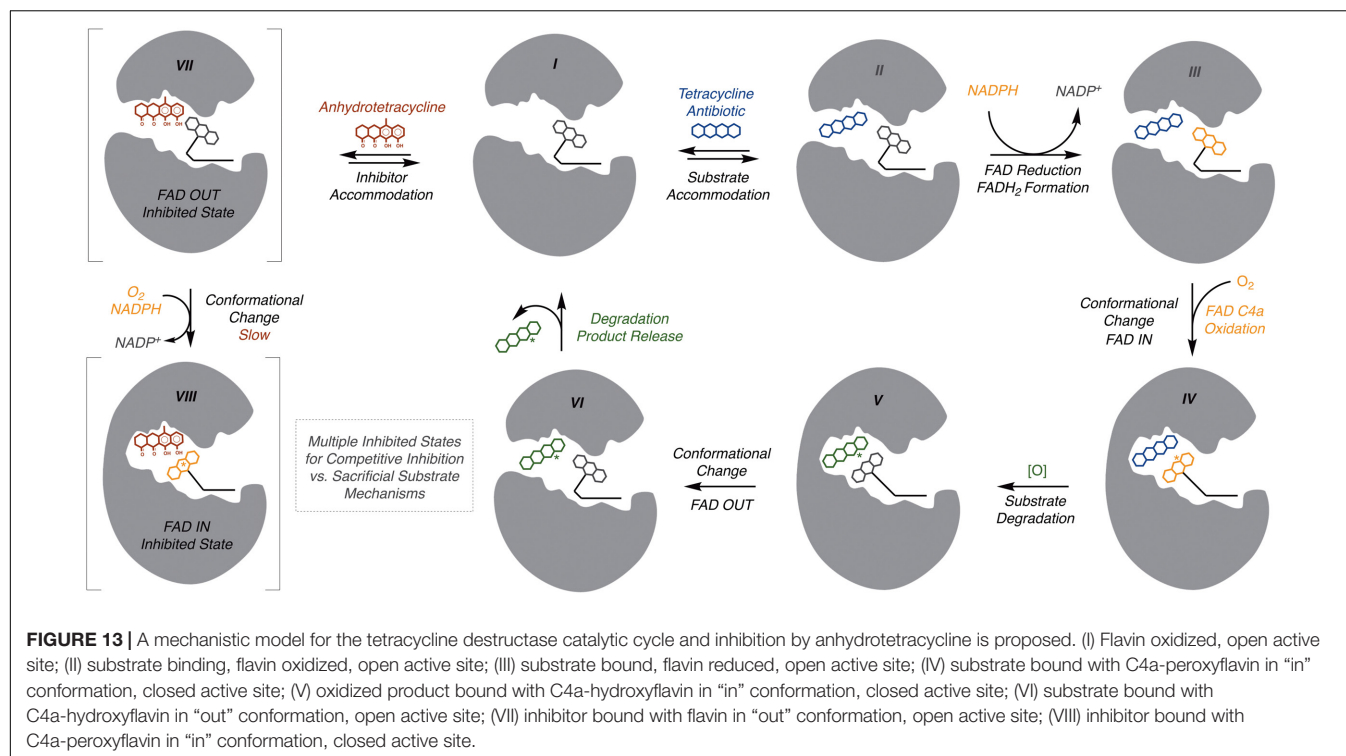 VII
FAD OUT
Inhibited State
Anhydrotetracycline
O O OH OH
Inhibitor
Accommodation
I
Tetracycline
Antibiotic
Substrate
Accommodation
II
NADPH
NADP+
FAD Reduction
FADH2 Formation
III
O2
NADPH
NADP+
Conformational
Change
Slow
Degradation
Product Release
*
Conformational
Change
FAD IN
O2
FAD C4a
Oxidation
VIII
O O OH OH
*
FAD IN
Inhibited State
Multiple Inhibited States
for Competitive Inhibition
vs. Sacrificial Substrate
Mechanisms
VI
*
Conformational
Change
FAD OUT
V
*
[O]
Substrate
Degradation
IV
*
FIGURE 13 | A mechanistic model for the tetracycline destructase catalytic cycle and inhibition by anhydrotetracycline is proposed. (I) Flavin oxidized, open active
site; (II) substrate binding, flavin oxidized, open active site; (III) substrate bound, flavin reduced, open active site; (IV) substrate bound with C4a-peroxyflavin in “in”
conformation, closed active site; (V) oxidized product bound with C4a-hydroxyflavin in “in” conformation, closed active site; (VI) substrate bound with
C4a-hydroxyflavin in “out” conformation, open active site; (VII) inhibitor bound with flavin in “out” conformation, open active site; (VIII) inhibitor bound with
C4a-peroxyflavin in “in” conformation, closed active site.